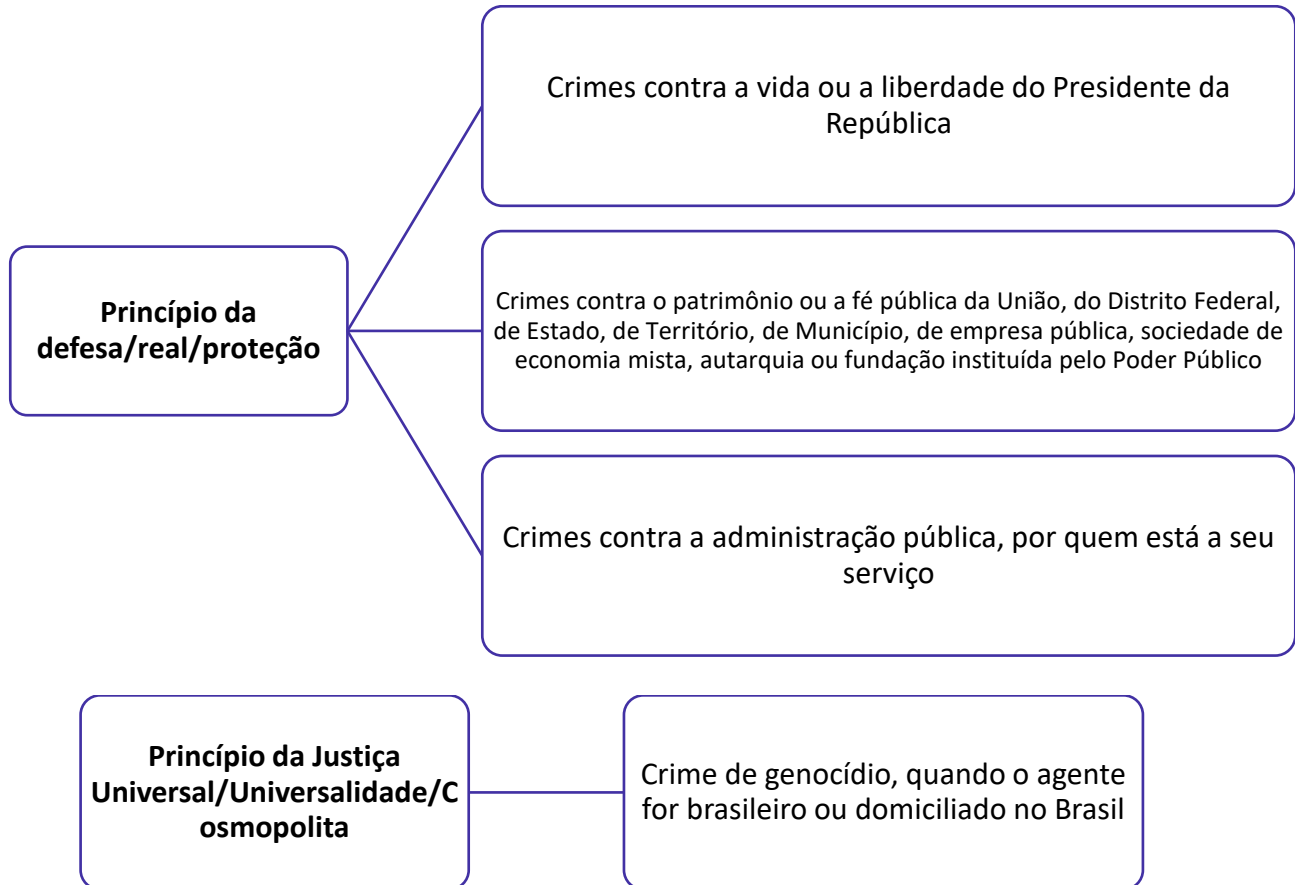 Crimes contra a vida ou a liberdade do Presidente da
República
Princípio da
defesa/real/proteção
Crimes contra o patrimônio ou a fé pública da União, do Distrito Federal,
de Estado, de Território, de Município, de empresa pública, sociedade de
economia mista, autarquia ou fundação instituída pelo Poder Público
Crimes contra a administração pública, por quem está a seu
serviço
Princípio da Justiça
Universal/Universalidade/C
osmopolita
Crime de genocídio, quando o agente
for brasileiro ou domiciliado no Brasil